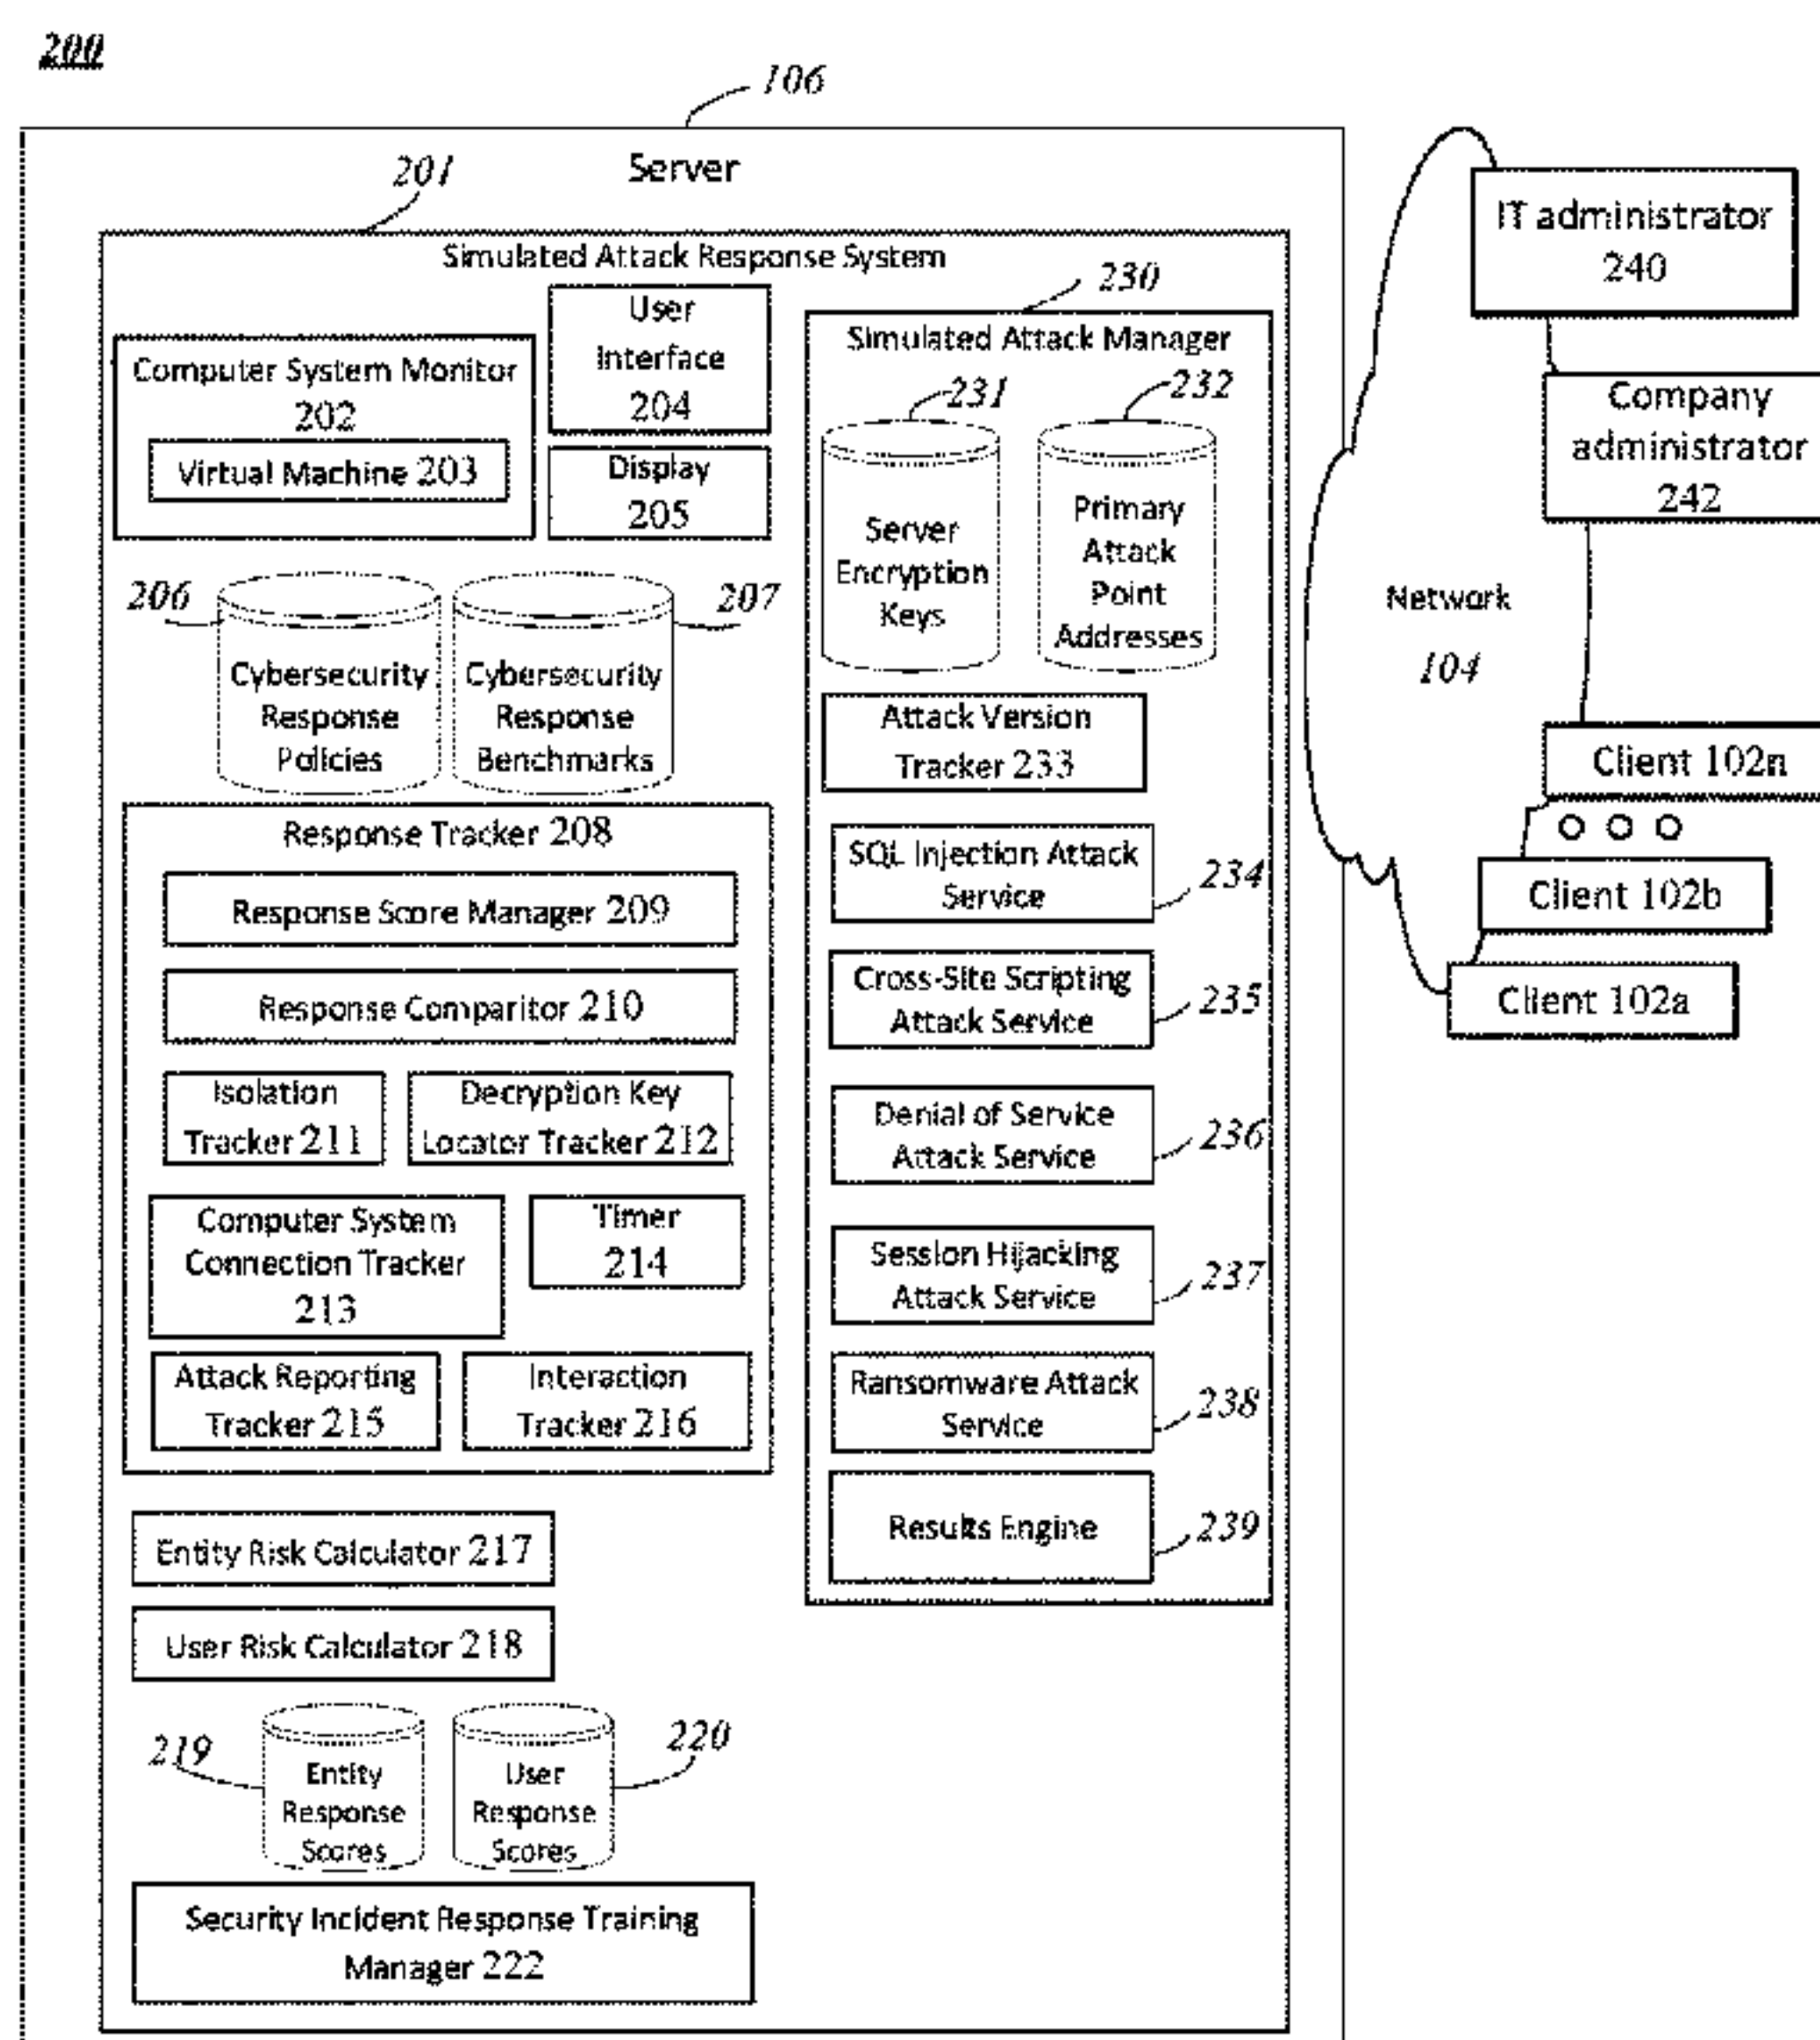 200
106
Server
201
Simulated Attack Response System
Computer System Monitor
202
Virtual Machine 203
User
Interface
204
Display
205
206
Cybersecurity
Response
Policies
207
Cybersecurity
Response
Benchmarks
Response Tracker 208
Response Score Manager 209
Response Comparitor 210
Isolation
Tracker 211
Decryption Key
Locator Tracker 212
Computer System
Connection Tracker
213
Timer
214
Attack Reporting
Tracker 215
Interaction
Tracker 216
Entity Risk Calculator 217
User Risk Calculator 218
219
Entity
Response
Scores
220
User
Response
Scores
Security Incident Response Training
Manager 222
230
Simulated Attack Manager
231
Server
Encryption
Keys
232
Primary
Attack
Point
Addresses
Attack Version
Tracker 233
SQL Injection Attack
Service
234
Cross-Site Scripting
Attack Service
235
Denial of Service
Attack Service
236
Session Hijacking
Attack Service
237
Ransomware Attack
Service
238
Results Engine
239
Network
104
IT administrator
240
Company
administrator
242
Client 102n
Client 102b
Client 102a